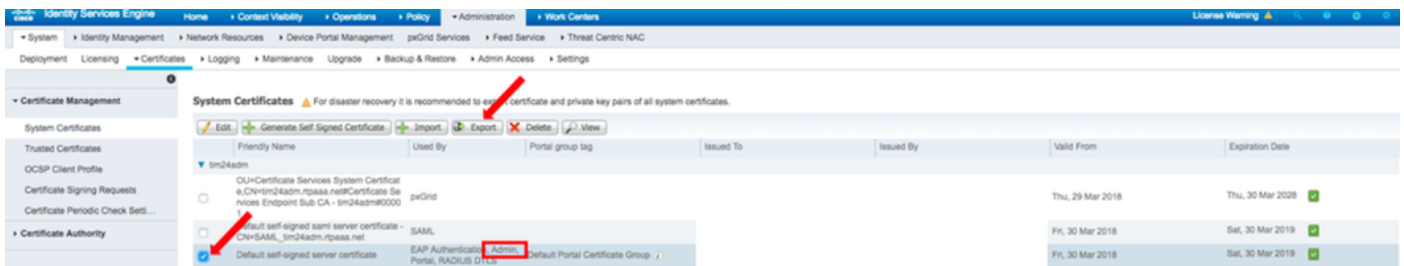 cisco Identity Services Engine Home Context Visibility Operations Policy Administration Work Centers License Warning
System Identity Management Network Resources Device Portal Management pxGrid Services Feed Service Threat Centric NAC
Deployment Licensing Certificates Logging Maintenance Upgrade Backup & Restore Admin Access Settings
Certificate Management
System Certificates
Trusted Certificates
OCSP Client Profile
Certificate Signing Requests
Certificate Periodic Check Setti...
Certificate Authority
System Certificates For disaster recovery it is recommended to export certificate and private key pairs of all system certificates.
Edit Generate Self Signed Certificate Import Export Delete View
Friendly Name Used By Portal group tag Issued To Issued By Valid From Expiration Date
tim24adm
OU=Certificate Services System Certificat
e,CN=tim24adm.rtpaaa.net#Certificate Se
rvices Endpoint Sub CA - tim24adm#0000
1
pxGrid Thu, 29 Mar 2018 Thu, 30 Mar 2028
Default self-signed saml server certificate -
CN=SAML_tim24adm.rtpaaa.net
SAML Fri, 30 Mar 2018 Sat, 30 Mar 2019
Default self-signed server certificate
EAP Authentication, Admin,
Portal, RADIUS DTLS
Default Portal Certificate Group Fri, 30 Mar 2018 Sat, 30 Mar 2019